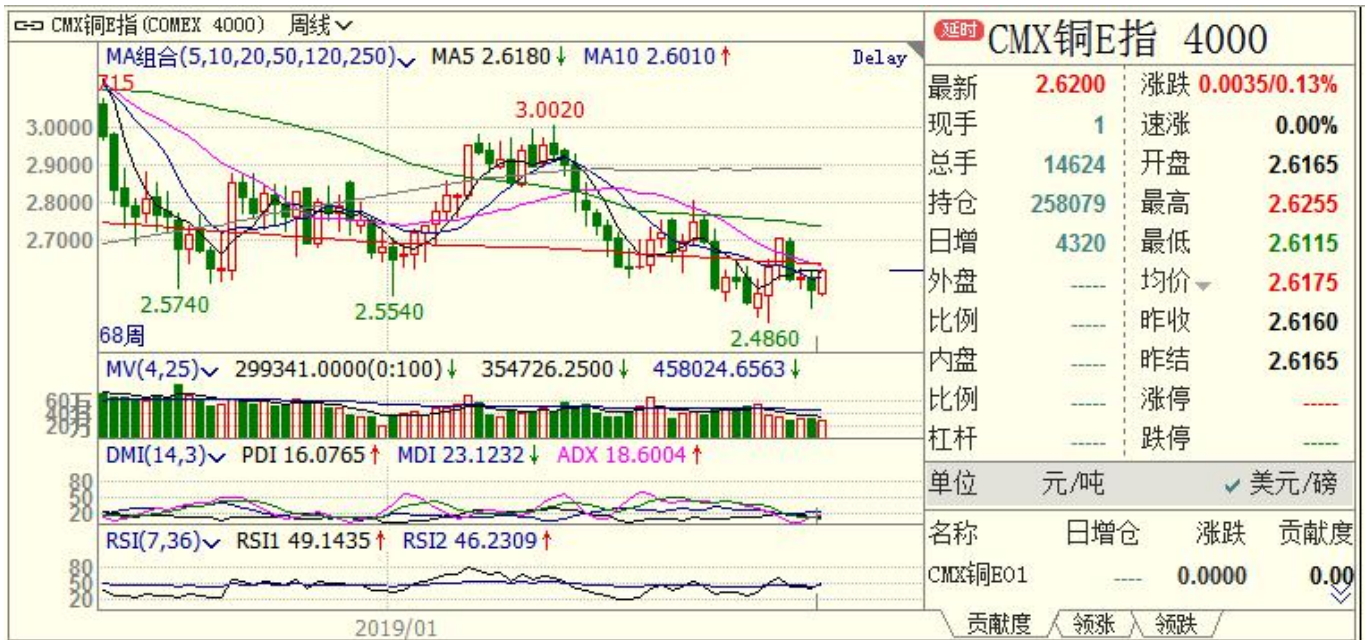 CMX铜E指(COMEX 4000) 周线
MA组合(5,10,20,50,120,250) MA5 2.6180↓ MA10 2.6010↑ Delay
715
3.0020
3.0000
2.9000
2.8000
2.7000
2.5740
2.5540
2.4860
68周
MV(4,25) 299341.0000(0:100)↓ 354726.2500↓ 458024.6563↓
60万
40万
20万
DMI(14,3) PDI 16.0765↑ MDI 23.1232↓ ADX 18.6004↑
80
50
20
RSI(7,36) RSI1 49.1435↑ RSI2 46.2309↑
80
50
20
2019/01
延时 CMX铜E指 4000
最新 2.6200 涨跌 0.0035/0.13%
现手 1 速涨 0.00%
总手 14624 开盘 2.6165
持仓 258079 最高 2.6255
日增 4320 最低 2.6115
外盘 ----- 均价 2.6175
比例 ----- 昨收 2.6160
内盘 ----- 昨结 2.6165
比例 ----- 涨停 -----
杠杆 ----- 跌停 -----
单位 元/吨 ✓ 美元/磅
名称 日增仓 涨跌 贡献度
CMX铜E01 ---- 0.0000 0.00
贡献度 领涨 领跌